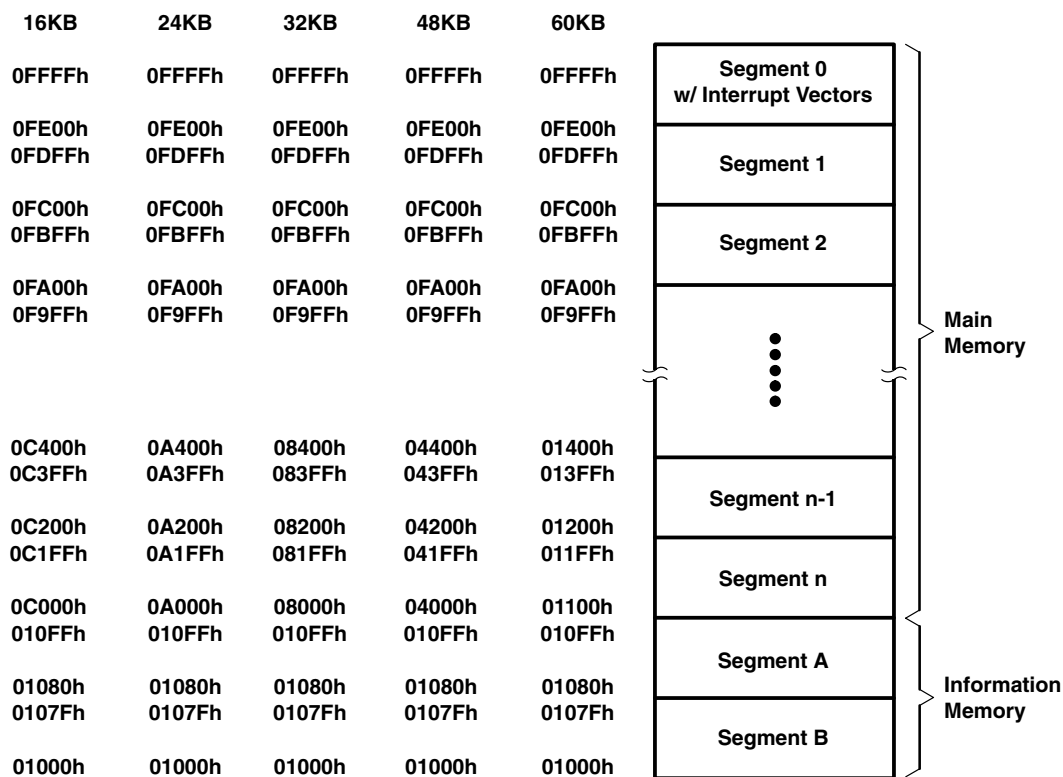 16KB 24KB 32KB 48KB 60KB
0FFFFh 0FFFFh 0FFFFh 0FFFFh 0FFFFh
Segment 0
w/ Interrupt Vectors
0FE00h 0FE00h 0FE00h 0FE00h 0FE00h
0FDFFh 0FDFFh 0FDFFh 0FDFFh 0FDFFh
Segment 1
0FC00h 0FC00h 0FC00h 0FC00h 0FC00h
0FBFFh 0FBFFh 0FBFFh 0FBFFh 0FBFFh
Segment 2
0FA00h 0FA00h 0FA00h 0FA00h 0FA00h
0F9FFh 0F9FFh 0F9FFh 0F9FFh 0F9FFh
Main
Memory
0C400h 0A400h 08400h 04400h 01400h
0C3FFh 0A3FFh 083FFh 043FFh 013FFh
Segment n-1
0C200h 0A200h 08200h 04200h 01200h
0C1FFh 0A1FFh 081FFh 041FFh 011FFh
Segment n
0C000h 0A000h 08000h 04000h 01100h
010FFh 010FFh 010FFh 010FFh 010FFh
Segment A
01080h 01080h 01080h 01080h 01080h
0107Fh 0107Fh 0107Fh 0107Fh 0107Fh
Information
Memory
Segment B
01000h 01000h 01000h 01000h 01000h